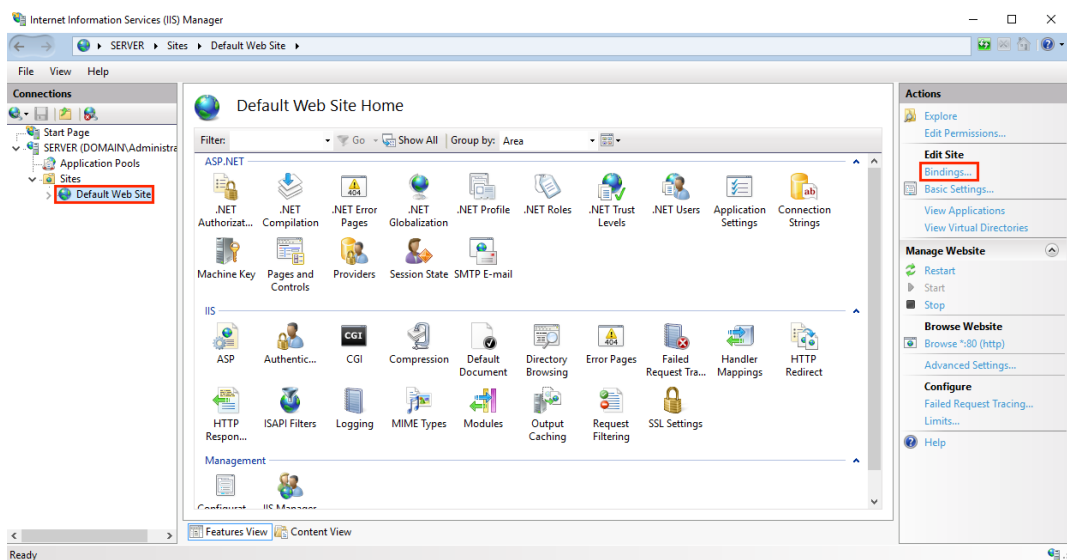 Internet Information Services (IIS) Manager
SERVER Sites Default Web Site
File View Help
Connections
Start Page
SERVER (DOMAIN\Administra
Application Pools
Sites
Default Web Site
Default Web Site Home
Filter: Go Show All Group by: Area
ASP.NET
.NET Authorizat...
.NET Compilation
.NET Error Pages
.NET Globalization
.NET Profile
.NET Roles
.NET Trust Levels
.NET Users
Application Settings
Connection Strings
Machine Key
Pages and Controls
Providers
Session State
SMTP E-mail
IIS
ASP
Authentic...
CGI
Compression
Default Document
Directory Browsing
Error Pages
Failed Request Tra...
Handler Mappings
HTTP Redirect
HTTP Respon...
ISAPI Filters
Logging
MIME Types
Modules
Output Caching
Request Filtering
SSL Settings
Management
Configurat
IIS Manager
Features View
Content View
Ready
Actions
Explore
Edit Permissions...
Edit Site
Bindings...
Basic Settings...
View Applications
View Virtual Directories
Manage Website
Restart
Start
Stop
Browse Website
Browse *:80 (http)
Advanced Settings...
Configure
Failed Request Tracing...
Limits...
Help